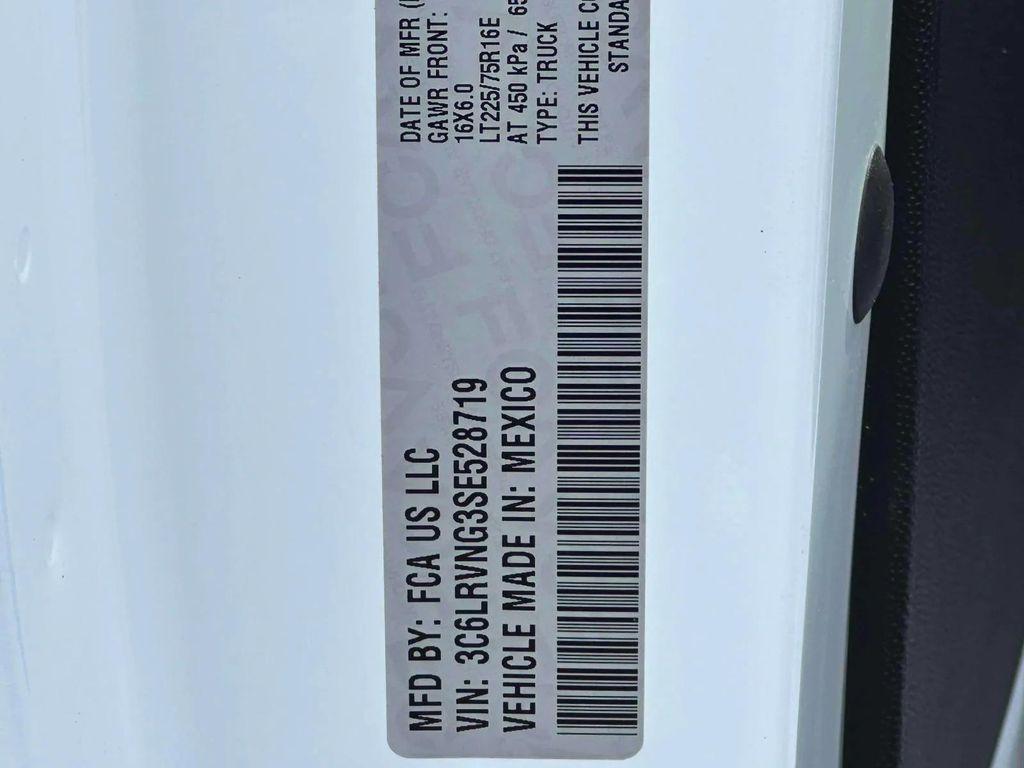 MFD BY: FCA US LLC
VIN: 3C6LRVNG3SE528719
VEHICLE MADE IN: MEXICO
DATE OF MFR
GAWR FRONT:
16X6.0
LT225/75R16E
AT 450 kPa / 65
TYPE: TRUCK
THIS VEHICLE